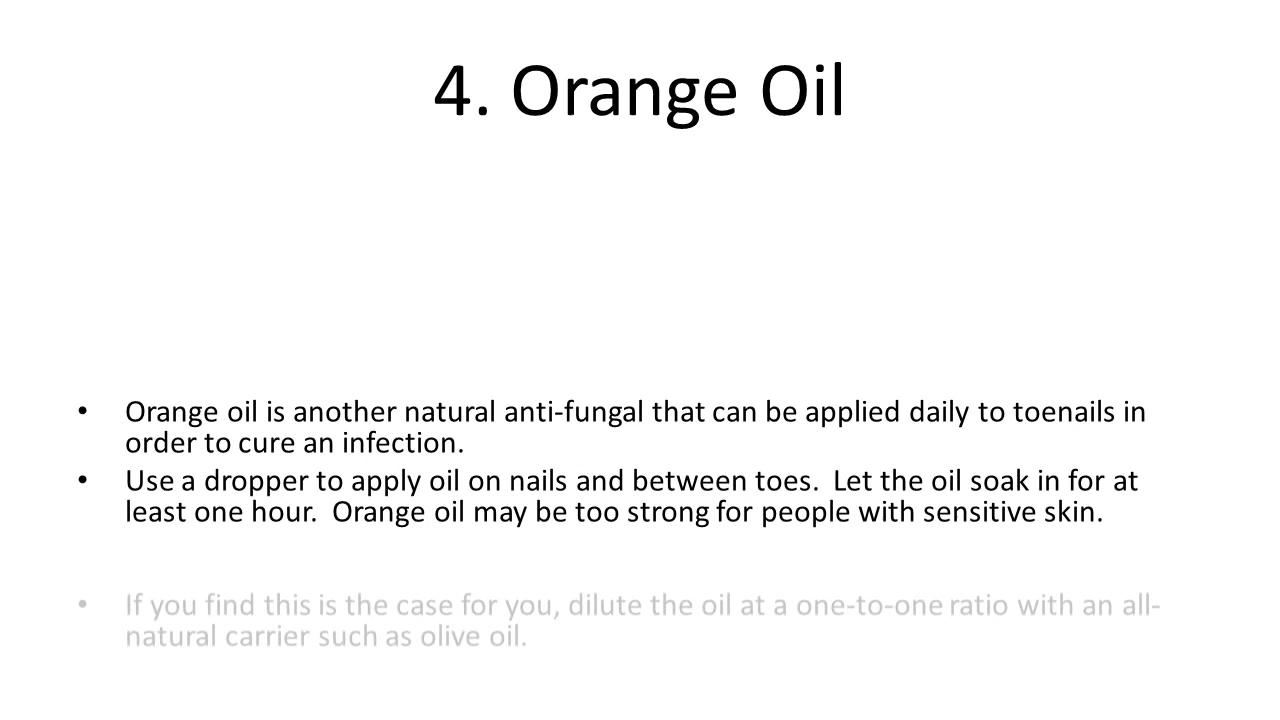 4. Orange Oil
• Orange oil is another natural anti-fungal that can be applied daily to toenails in
order to cure an infection.
• Use a dropper to apply oil on nails and between toes.  Let the oil soak in for at
least one hour.  Orange oil may be too strong for people with sensitive skin.
• If you find this is the case for you, dilute the oil at a one-to-one ratio with an all-
natural carrier such as olive oil.